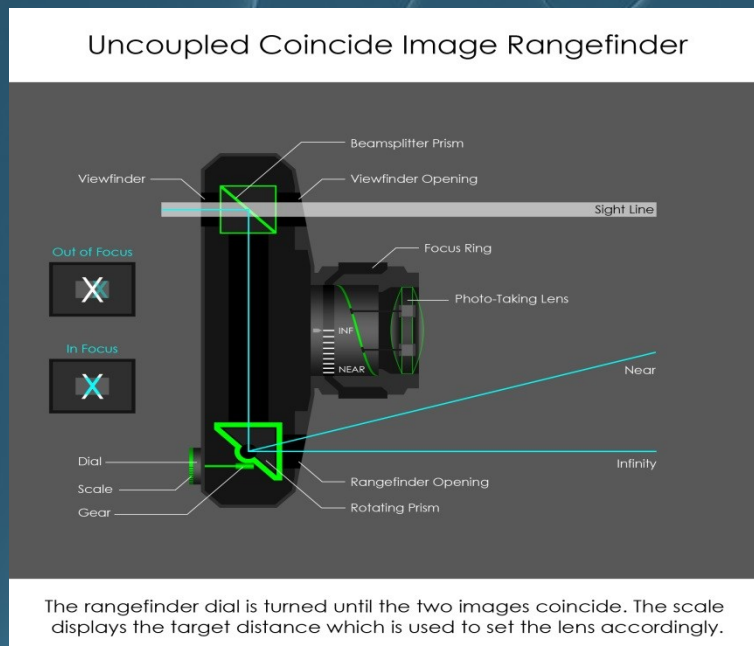 Uncoupled Coincide Image Rangefinder
Beamsplitter Prism
Viewfinder
Viewfinder Opening
Sight Line
Out of Focus
X X
Focus Ring
Photo-Taking Lens
INF
In Focus
X
NEAR
Near
Dial
Infinity
Scale
Rangefinder Opening
Gear
Rotating Prism
The rangefinder dial is turned until the two images coincide. The scale
displays the target distance which is used to set the lens accordingly.